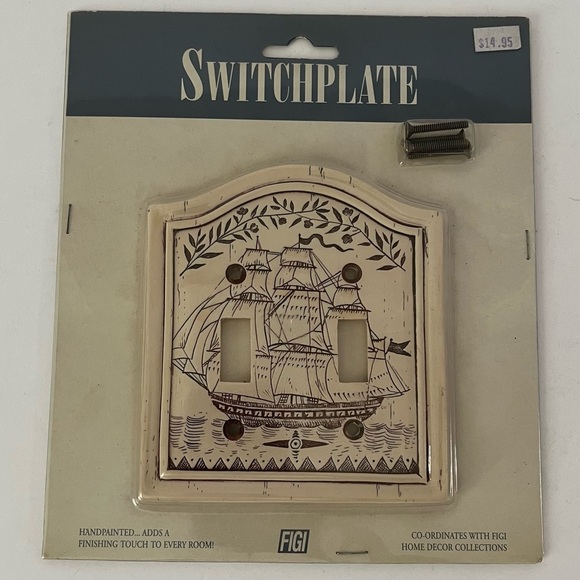 $14.95
SWITCHPLATE
HANDPAINTED... ADDS A
FINISHING TOUCH TO EVERY ROOM!
FIGI
CO-ORDINATES WITH FIGI
HOME DECOR COLLECTIONS